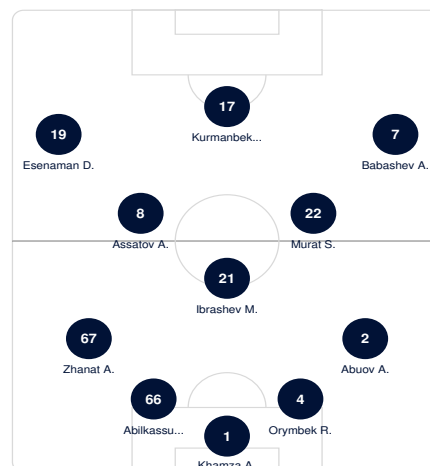 17
Kurmanbek...
19
Esenaman D.
7
Babashev A.
8
Assatov A.
22
Murat S.
21
Ibrashev M.
67
Zhanat A.
2
Abuov A.
66
Abilkassu...
4
Orymbek R.
1
Khamza A.